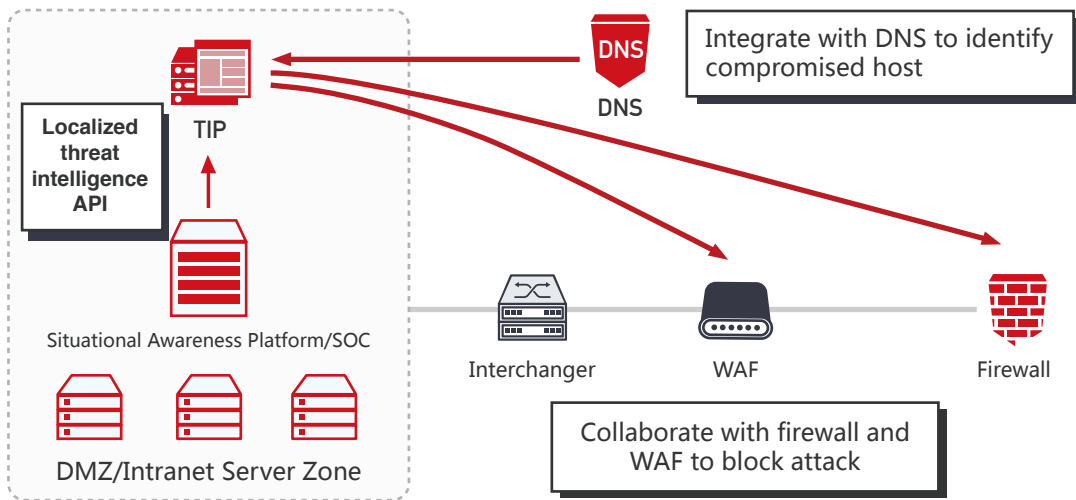 DNS
DNS
Integrate with DNS to identify
compromised host
TIP
Localized
threat
intelligence
API
Situational Awareness Platform/SOC
Interchanger
WAF
Firewall
DMZ/Intranet Server Zone
Collaborate with firewall and
WAF to block attack